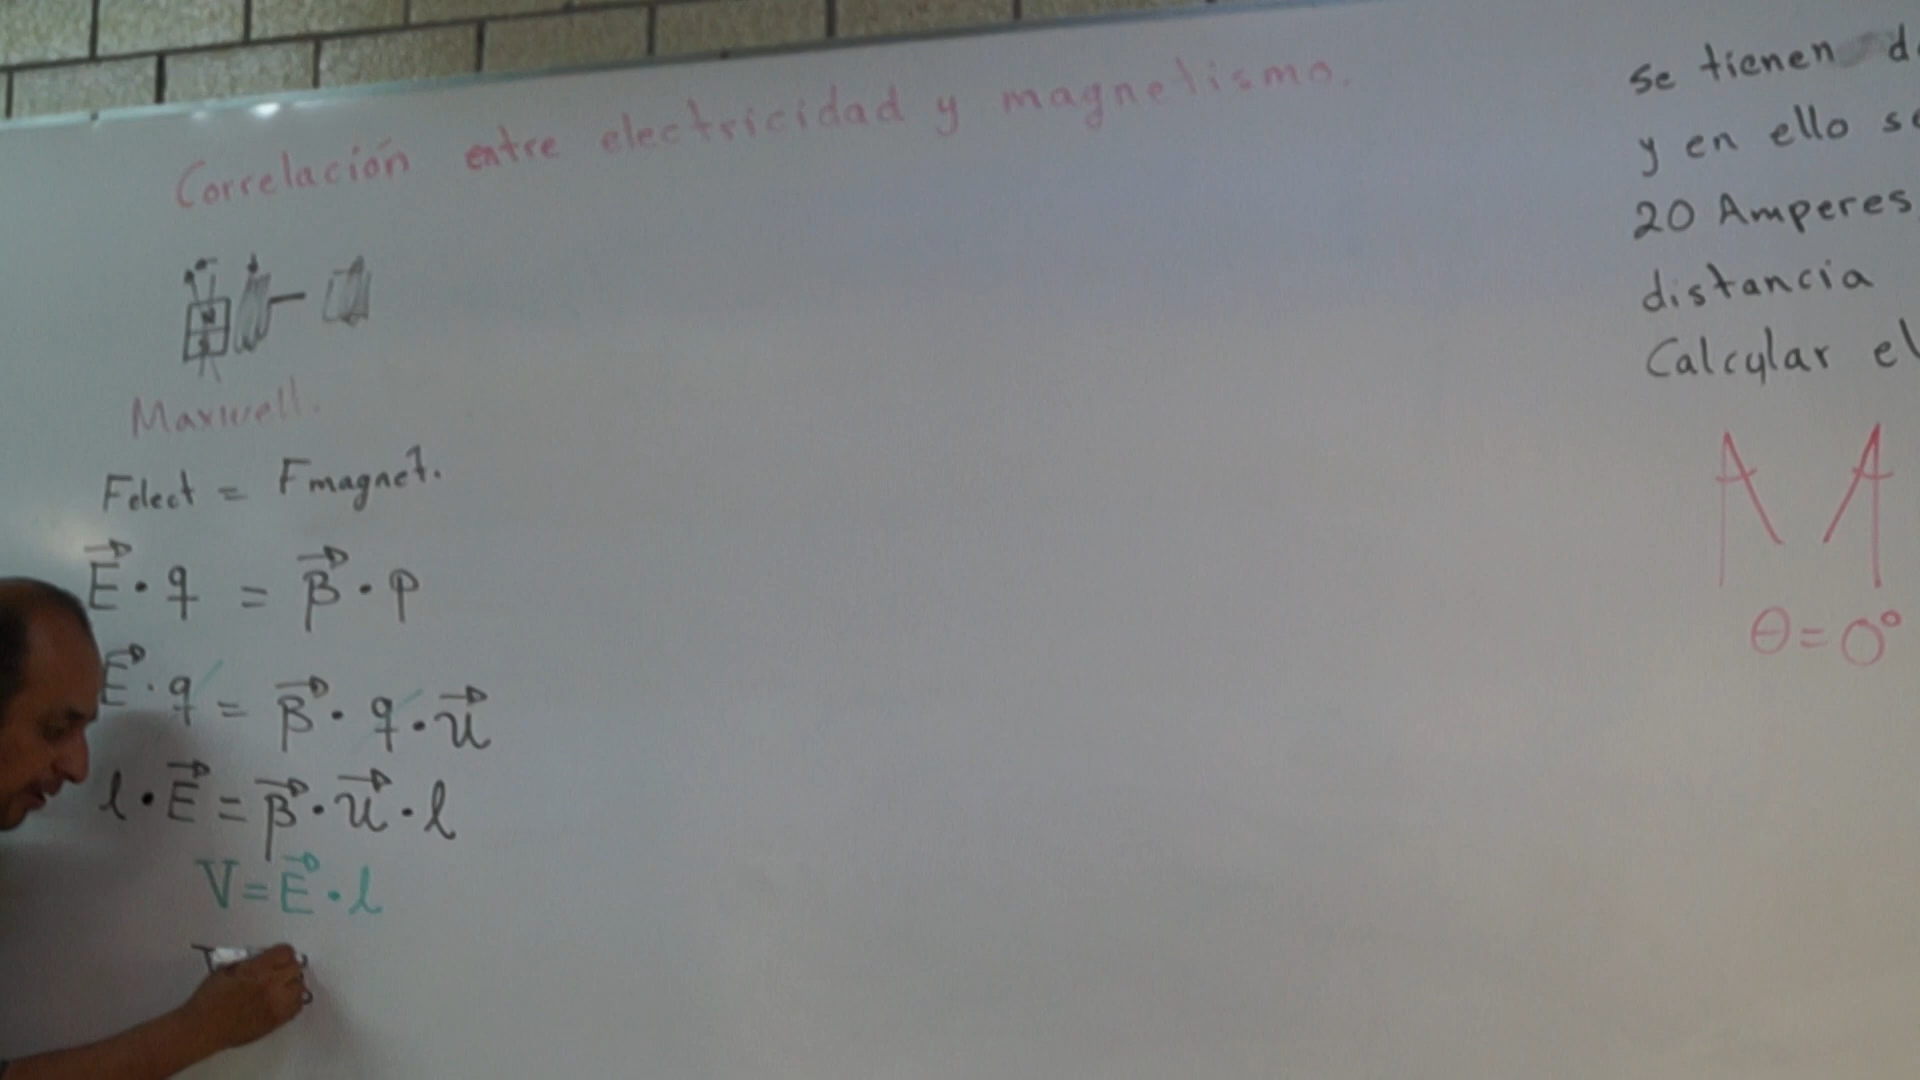 Correlación entre electricidad y magnetismo.
N
S
Maxwell.
Felect = Fmagnet.
E⃗ · q = β⃗ · p
E⃗ · q = β⃗ · q · u⃗
l · E⃗ = β⃗ · u⃗ · l
V = E⃗ · l
se tienen
y en ello
20 Amperes
distancia
Calcular el
θ = 0°